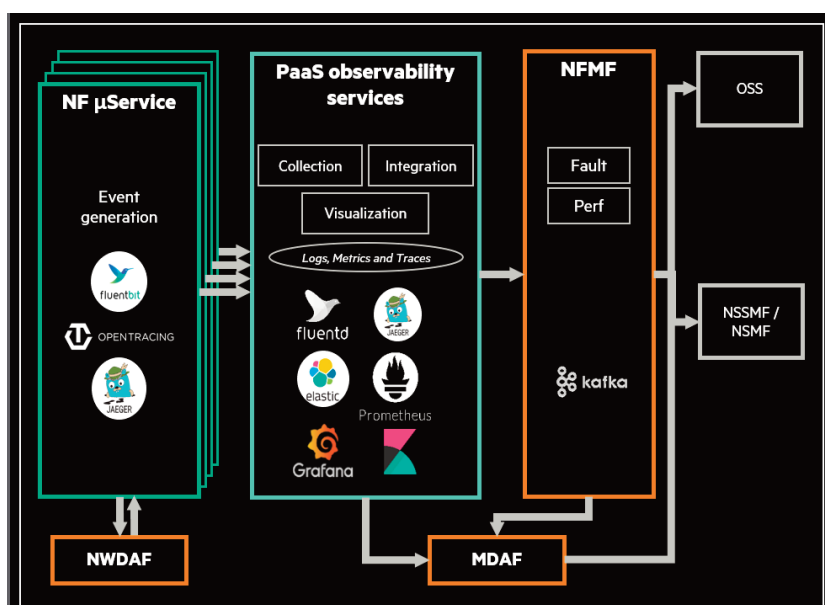 NF µService
Event
generation
fluentbit
OPENTRACING
JAEGER
NWDAF
PaaS observability
services
Collection
Integration
Visualization
Logs, Metrics and Traces
fluentd
JAEGER
elastic
Prometheus
Grafana
NFMF
Fault
Perf
kafka
MDAF
OSS
NSSMF /
NSMF